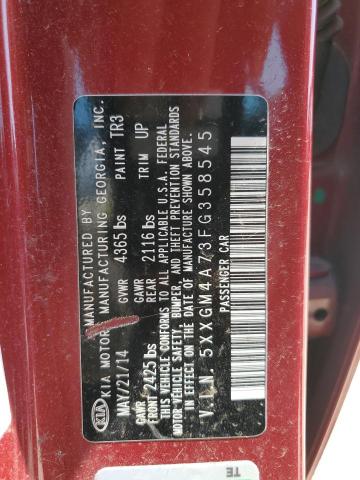 MANUFACTURED BY
KIA KIA MOTORS MANUFACTURING GEORGIA, INC.
MAY/21/14 GVWR 4365 lbs PAINT TR3
GAWR FRONT 2425 lbs GAWR REAR 2116 lbs TRIM UP
THIS VEHICLE CONFORMS TO ALL APPLICABLE U.S.A. FEDERAL
MOTOR VEHICLE SAFETY, BUMPER, AND THEFT PREVENTION STANDARDS
IN EFFECT ON THE DATE OF MANUFACTURE SHOWN ABOVE.
V.I.N. 5XXGM4A73FG358545
PASSENGER CAR
TE